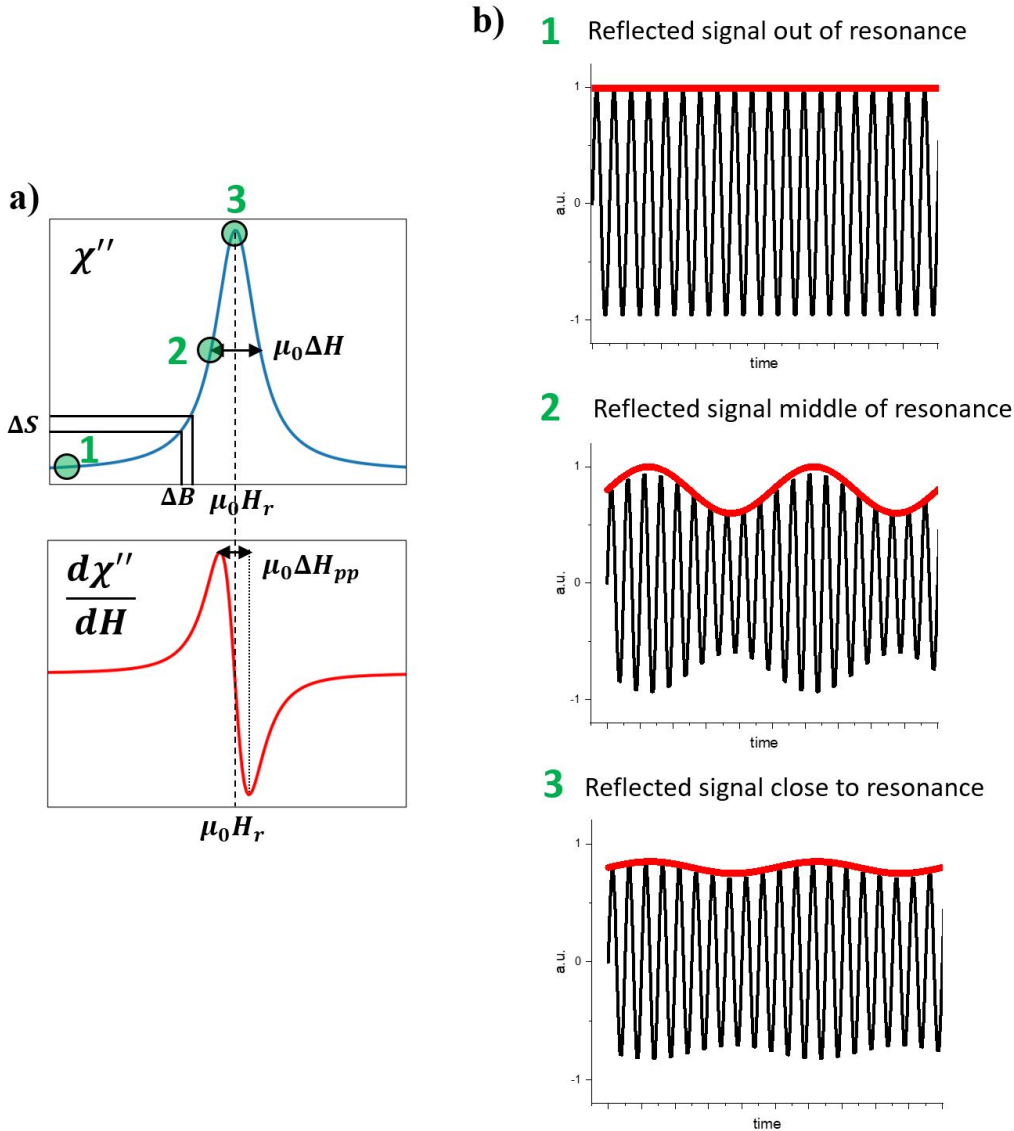 a)
3
χ′′
2
μ₀ΔH
ΔS
1
ΔB
μ₀Hᵣ
dχ′′
dH
μ₀ΔHₚₚ
μ₀Hᵣ
b)
1 Reflected signal out of resonance
1
0
-1
a.u.
time
2 Reflected signal middle of resonance
1
0
-1
a.u.
time
3 Reflected signal close to resonance
1
0
-1
a.u.
time